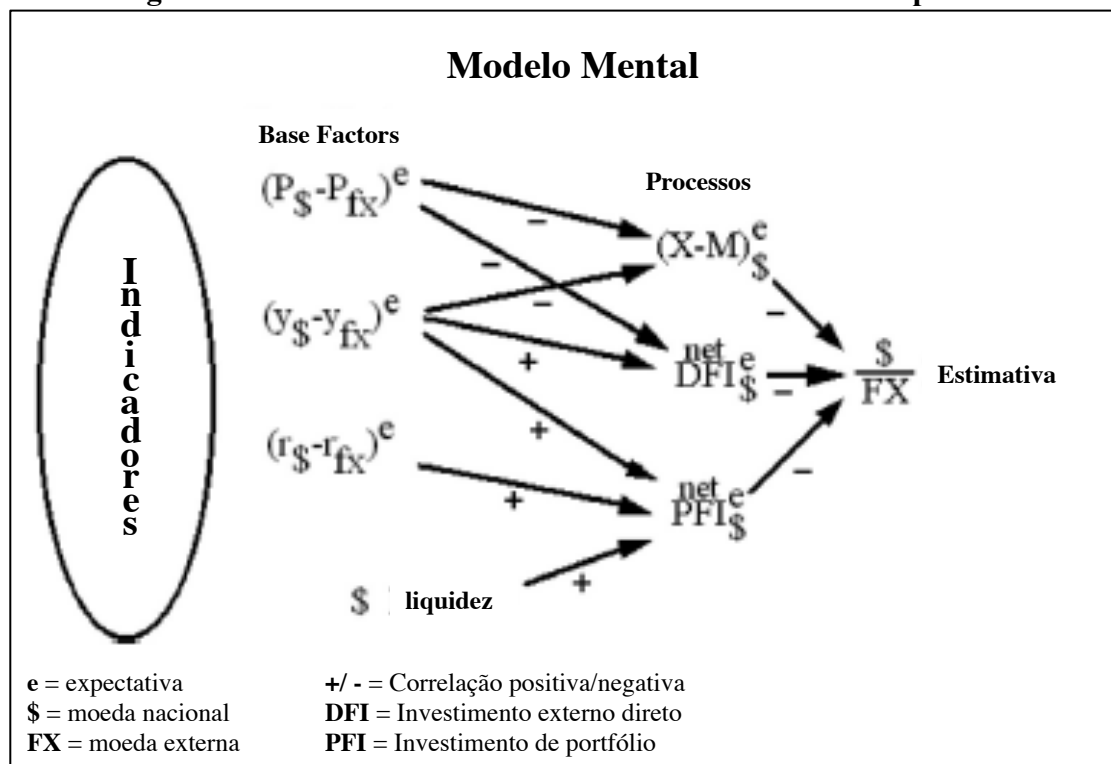 Modelo Mental
Base Factors
(P$-Pfx)e
Processos
(X-M)e$
Indicadores
(y$-yfx)e
net
DFIe$
$
FX
Estimativa
(r$-rfx)e
net
PFIe$
$ liquidez
-
-
-
+
+
+
+
-
-
-
e = expectativa
+/ - = Correlação positiva/negativa
$ = moeda nacional
DFI = Investimento externo direto
FX = moeda externa
PFI = Investimento de portfólio